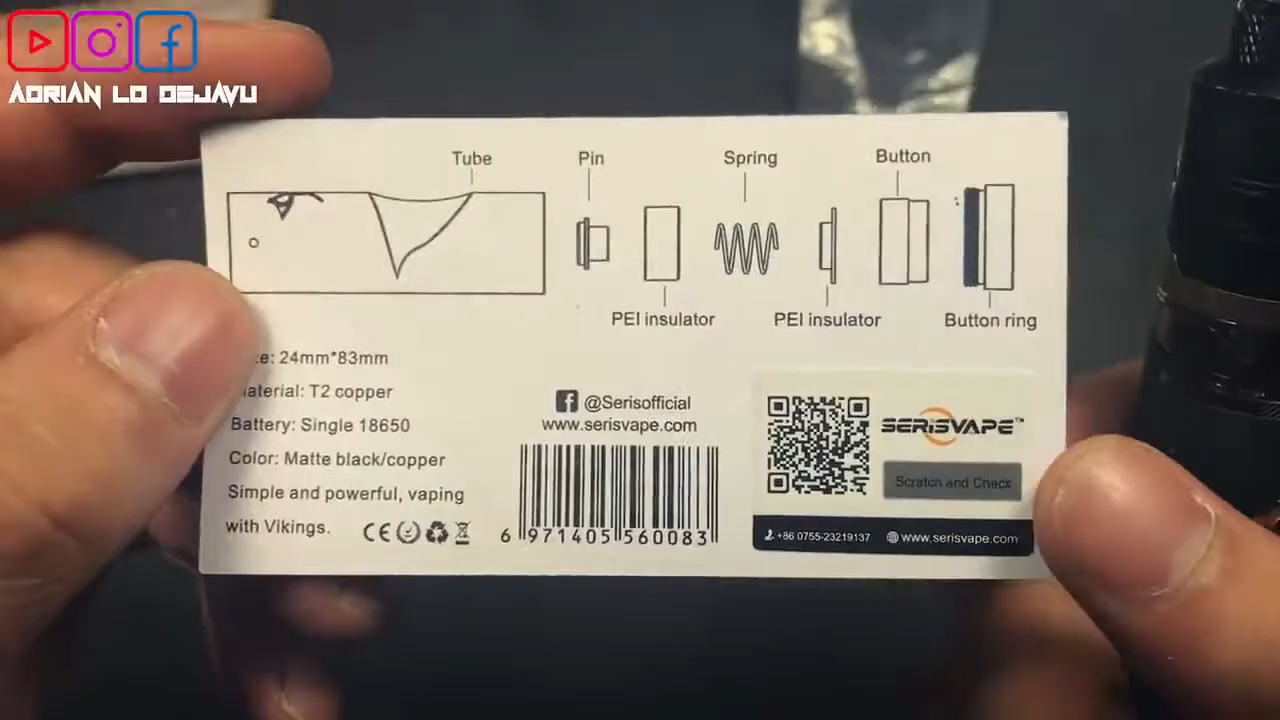 ADRIAN LO DEJAVU
Tube
Pin
Spring
Button
PEI insulator
PEI insulator
Button ring
24mm*83mm
Material: T2 copper
Battery: Single 18650
Color: Matte black/copper
Simple and powerful, vaping
with Vikings.
CE
@Serisofficial
www.serisvape.com
6 971405 560083
SERISVAPE™
Scratch and Check
+86 0755-23219137
www.serisvape.com